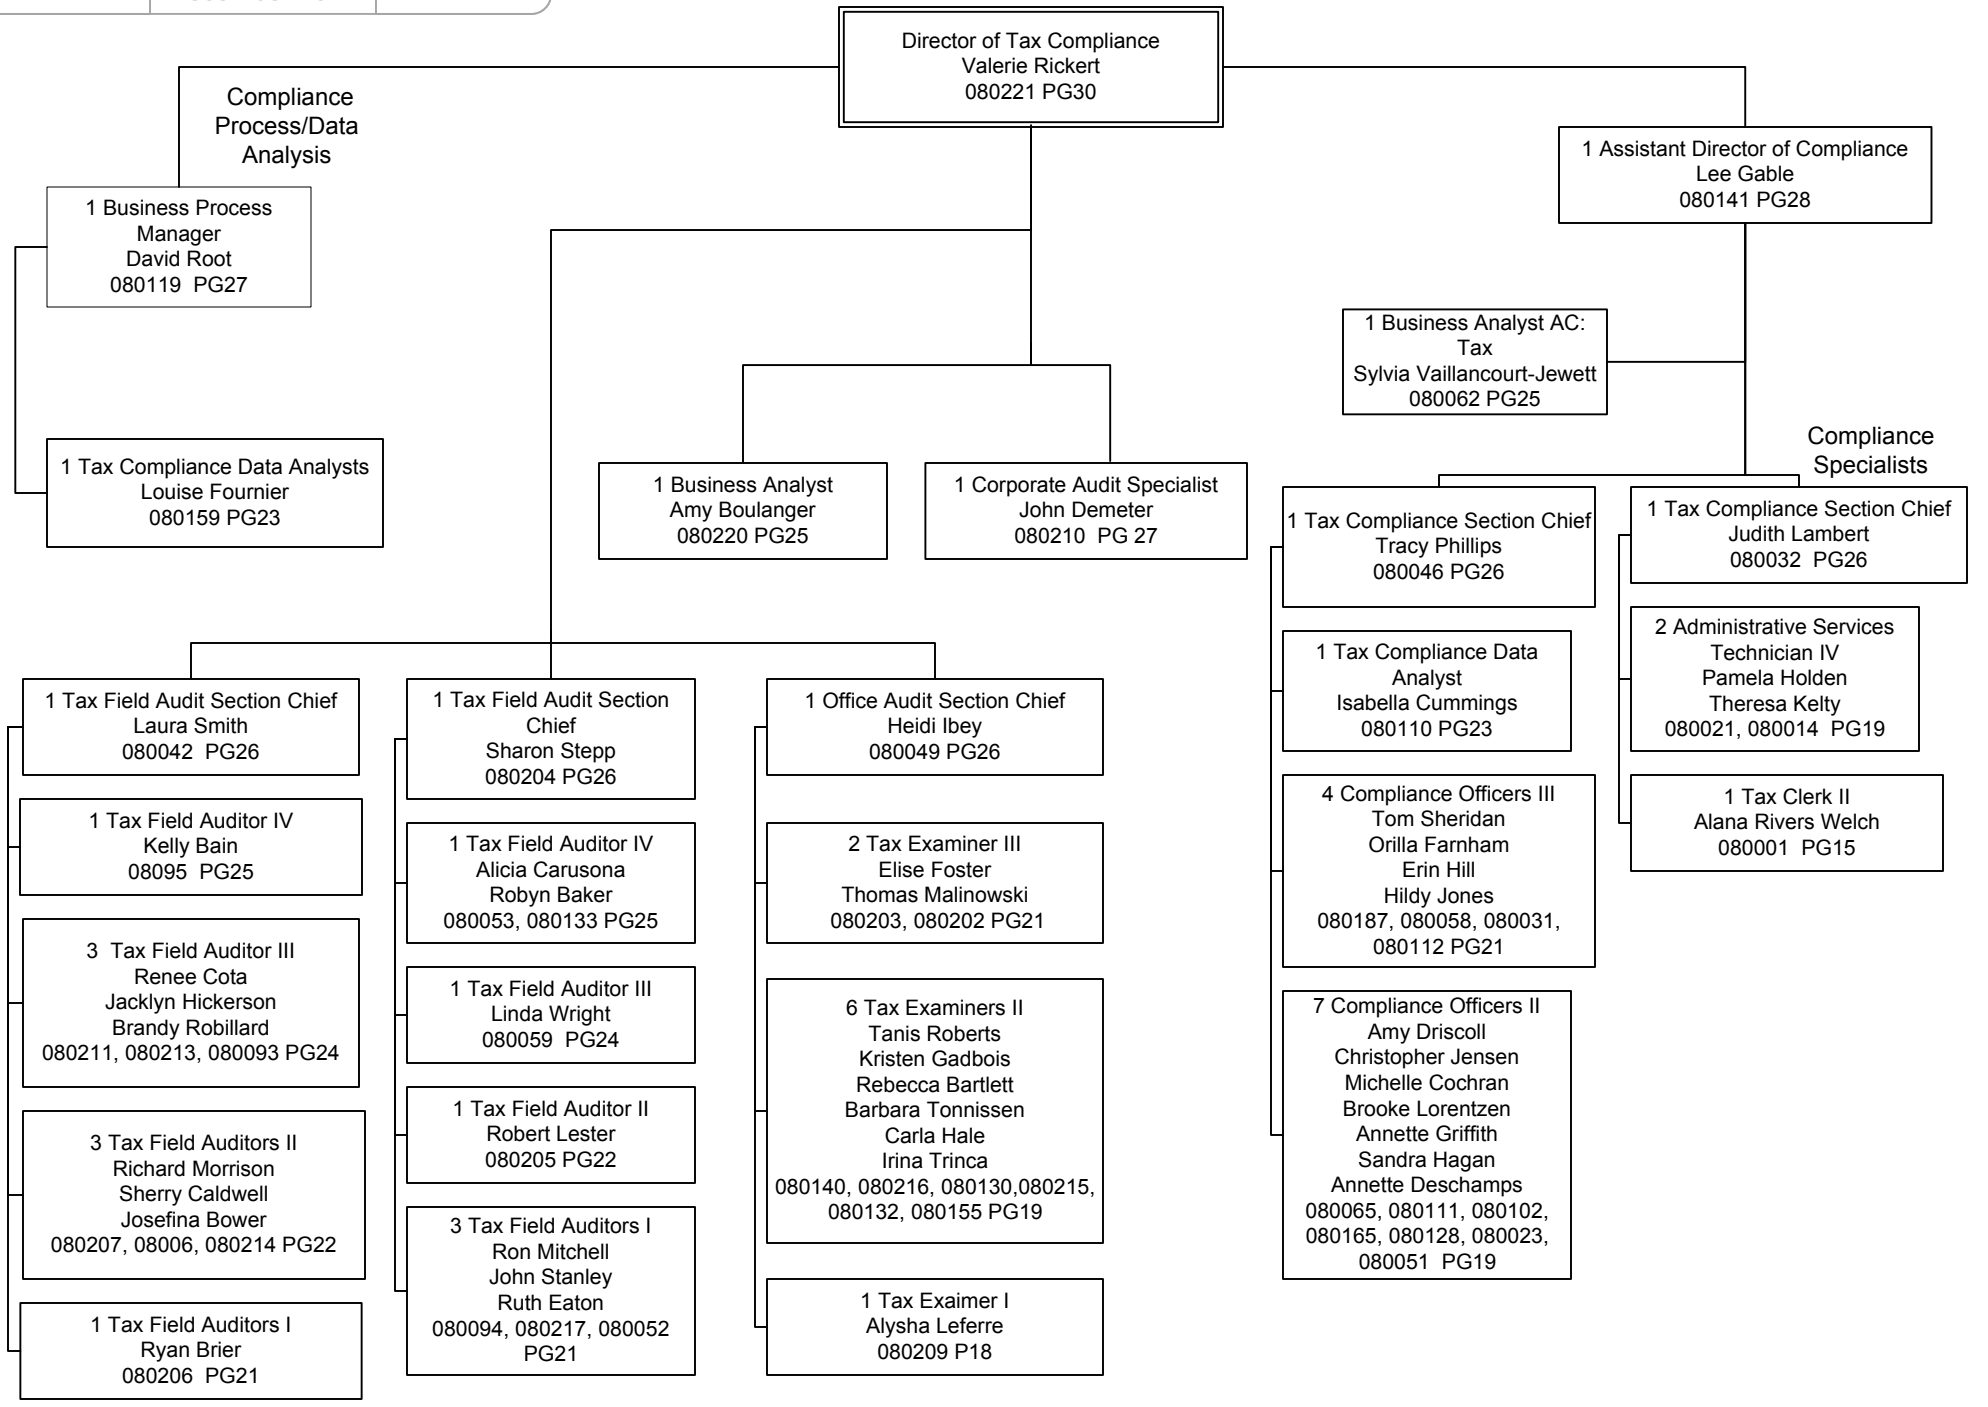 Director of Tax Compliance
Valerie Rickert
080221 PG30
Compliance
Process/Data
Analysis
1 Business Process
Manager
David Root
080119  PG27
1 Tax Compliance Data Analysts
Louise Fournier
080159 PG23
1 Assistant Director of Compliance
Lee Gable
080141 PG28
1 Business Analyst AC:
Tax
Sylvia Vaillancourt-Jewett
080062 PG25
1 Business Analyst
Amy Boulanger
080220 PG25
1 Corporate Audit Specialist
John Demeter
080210  PG 27
Compliance
Specialists
1 Tax Field Audit Section Chief
Laura Smith
080042  PG26
1 Tax Field Auditor IV
Kelly Bain
08095  PG25
3  Tax Field Auditor III
Renee Cota
Jacklyn Hickerson
Brandy Robillard
080211, 080213, 080093 PG24
3 Tax Field Auditors II
Richard Morrison
Sherry Caldwell
Josefina Bower
080207, 08006, 080214 PG22
1 Tax Field Auditors I
Ryan Brier
080206  PG21
1 Tax Field Audit Section
Chief
Sharon Stepp
080204 PG26
1 Tax Field Auditor IV
Alicia Carusona
Robyn Baker
080053, 080133 PG25
1 Tax Field Auditor III
Linda Wright
080059  PG24
1 Tax Field Auditor II
Robert Lester
080205 PG22
3 Tax Field Auditors I
Ron Mitchell
John Stanley
Ruth Eaton
080094, 080217, 080052
PG21
1 Office Audit Section Chief
Heidi Ibey
080049 PG26
2 Tax Examiner III
Elise Foster
Thomas Malinowski
080203, 080202 PG21
6 Tax Examiners II
Tanis Roberts
Kristen Gadbois
Rebecca Bartlett
Barbara Tonnissen
Carla Hale
Irina Trinca
080140, 080216, 080130,080215,
080132, 080155 PG19
1 Tax Exaimer I
Alysha Leferre
080209 P18
1 Tax Compliance Section Chief
Tracy Phillips
080046 PG26
1 Tax Compliance Data
Analyst
Isabella Cummings
080110 PG23
4 Compliance Officers III
Tom Sheridan
Orilla Farnham
Erin Hill
Hildy Jones
080187, 080058, 080031,
080112 PG21
7 Compliance Officers II
Amy Driscoll
Christopher Jensen
Michelle Cochran
Brooke Lorentzen
Annette Griffith
Sandra Hagan
Annette Deschamps
080065, 080111, 080102,
080165, 080128, 080023,
080051  PG19
1 Tax Compliance Section Chief
Judith Lambert
080032  PG26
2 Administrative Services
Technician IV
Pamela Holden
Theresa Kelty
080021, 080014  PG19
1 Tax Clerk II
Alana Rivers Welch
080001  PG15